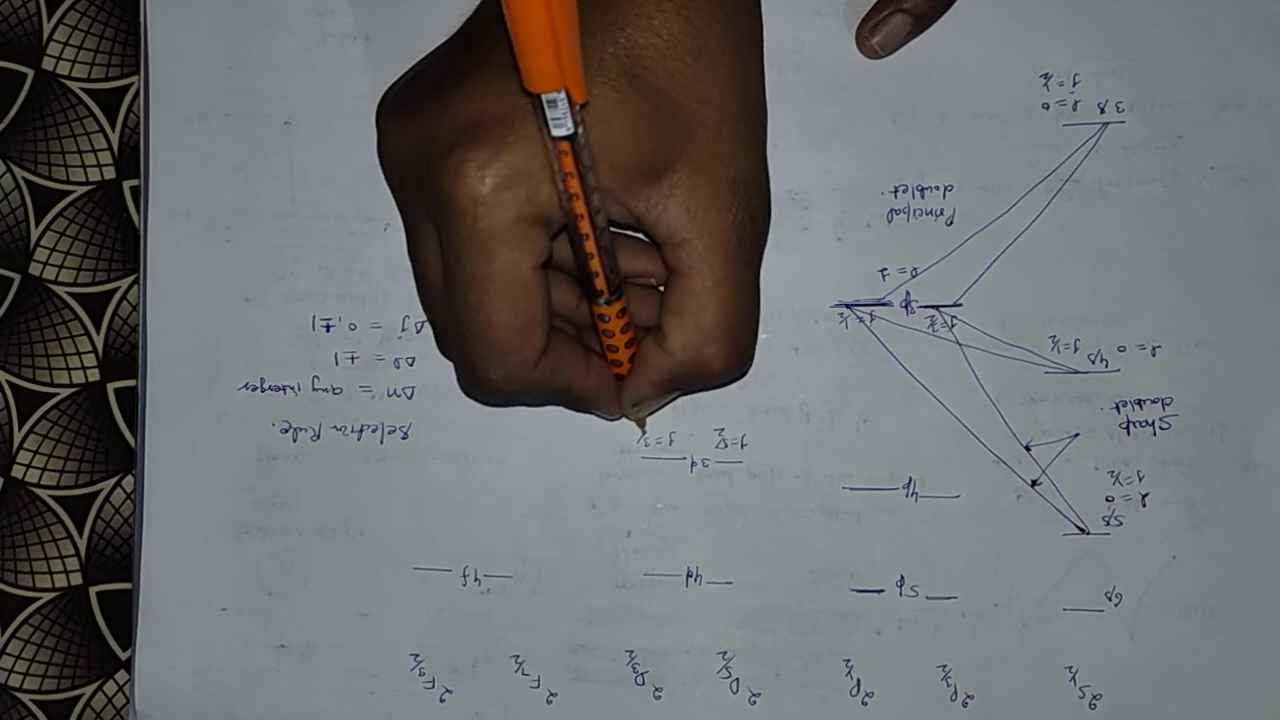 ²S₁/₂ ²P₃/₂ ²P₁/₂ ²D₅/₂ ²D₃/₂ ²F₇/₂ ²F₅/₂
6s 5p 4d 4f
5s
l = 0,
j = ½
4p
3d
j = 5/2 j = 3/2
Sharp
doublet.
4s j = ½
l = 0
3p
j = 3/2 j = ½
l = 1
Principal
doublet.
3s l = 0
j = ½
Selection Rule.
Δn = any interger
Δl = ±1
Δj = 0, ±1